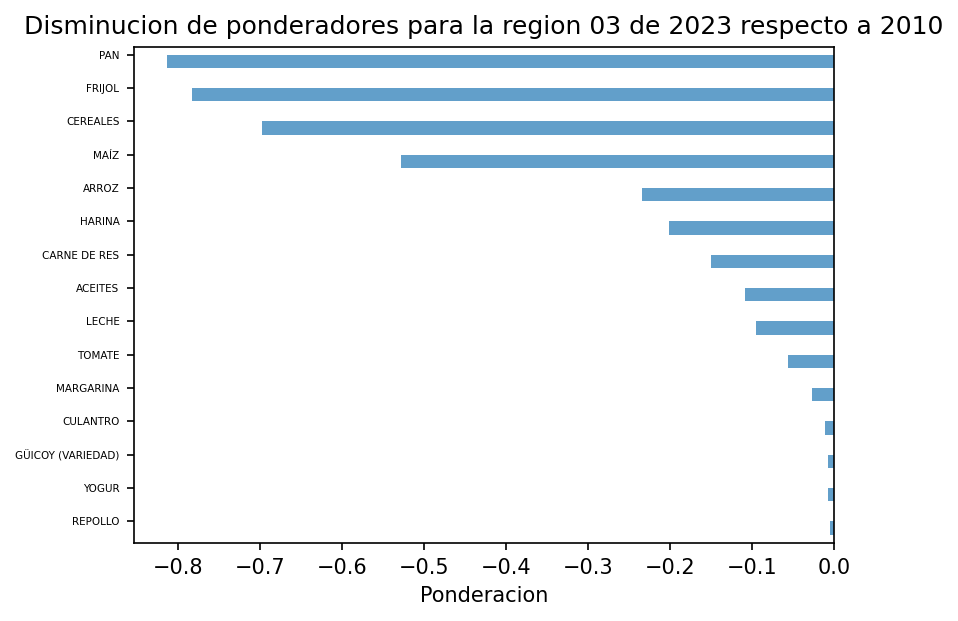 Disminucion de ponderadores para la region 03 de 2023 respecto a 2010
PAN
FRIJOL
CEREALES
MAÍZ
ARROZ
HARINA
CARNE DE RES
ACEITES
LECHE
TOMATE
MARGARINA
CULANTRO
GÜICOY (VARIEDAD)
YOGUR
REPOLLO
−0.8 −0.7 −0.6 −0.5 −0.4 −0.3 −0.2 −0.1 0.0
Ponderacion